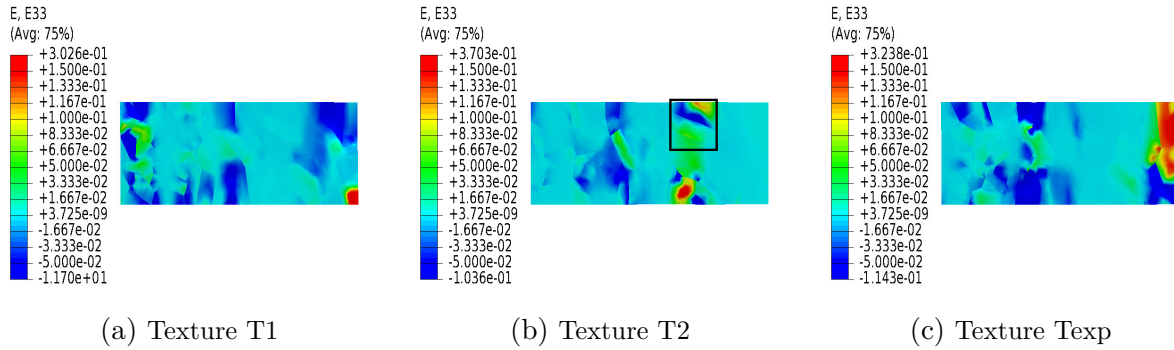 E, E33
(Avg: 75%)
+3.026e-01
+1.500e-01
+1.333e-01
+1.167e-01
+1.000e-01
+8.333e-02
+6.667e-02
+5.000e-02
+3.333e-02
+1.667e-02
+3.725e-09
-1.667e-02
-3.333e-02
-5.000e-02
-1.170e+01
(a) Texture T1
E, E33
(Avg: 75%)
+3.703e-01
+1.500e-01
+1.333e-01
+1.167e-01
+1.000e-01
+8.333e-02
+6.667e-02
+5.000e-02
+3.333e-02
+1.667e-02
+3.725e-09
-1.667e-02
-3.333e-02
-5.000e-02
-1.036e-01
(b) Texture T2
E, E33
(Avg: 75%)
+3.238e-01
+1.500e-01
+1.333e-01
+1.167e-01
+1.000e-01
+8.333e-02
+6.667e-02
+5.000e-02
+3.333e-02
+1.667e-02
+3.725e-09
-1.667e-02
-3.333e-02
-5.000e-02
-1.143e-01
(c) Texture Texp